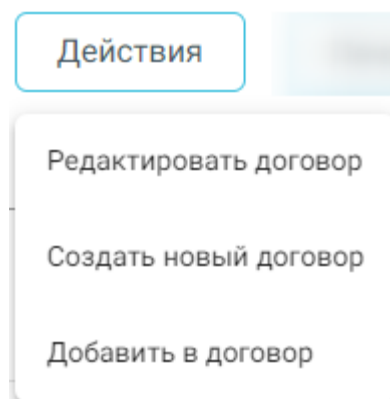 Действия
Редактировать договор
Создать новый договор
Добавить в договор